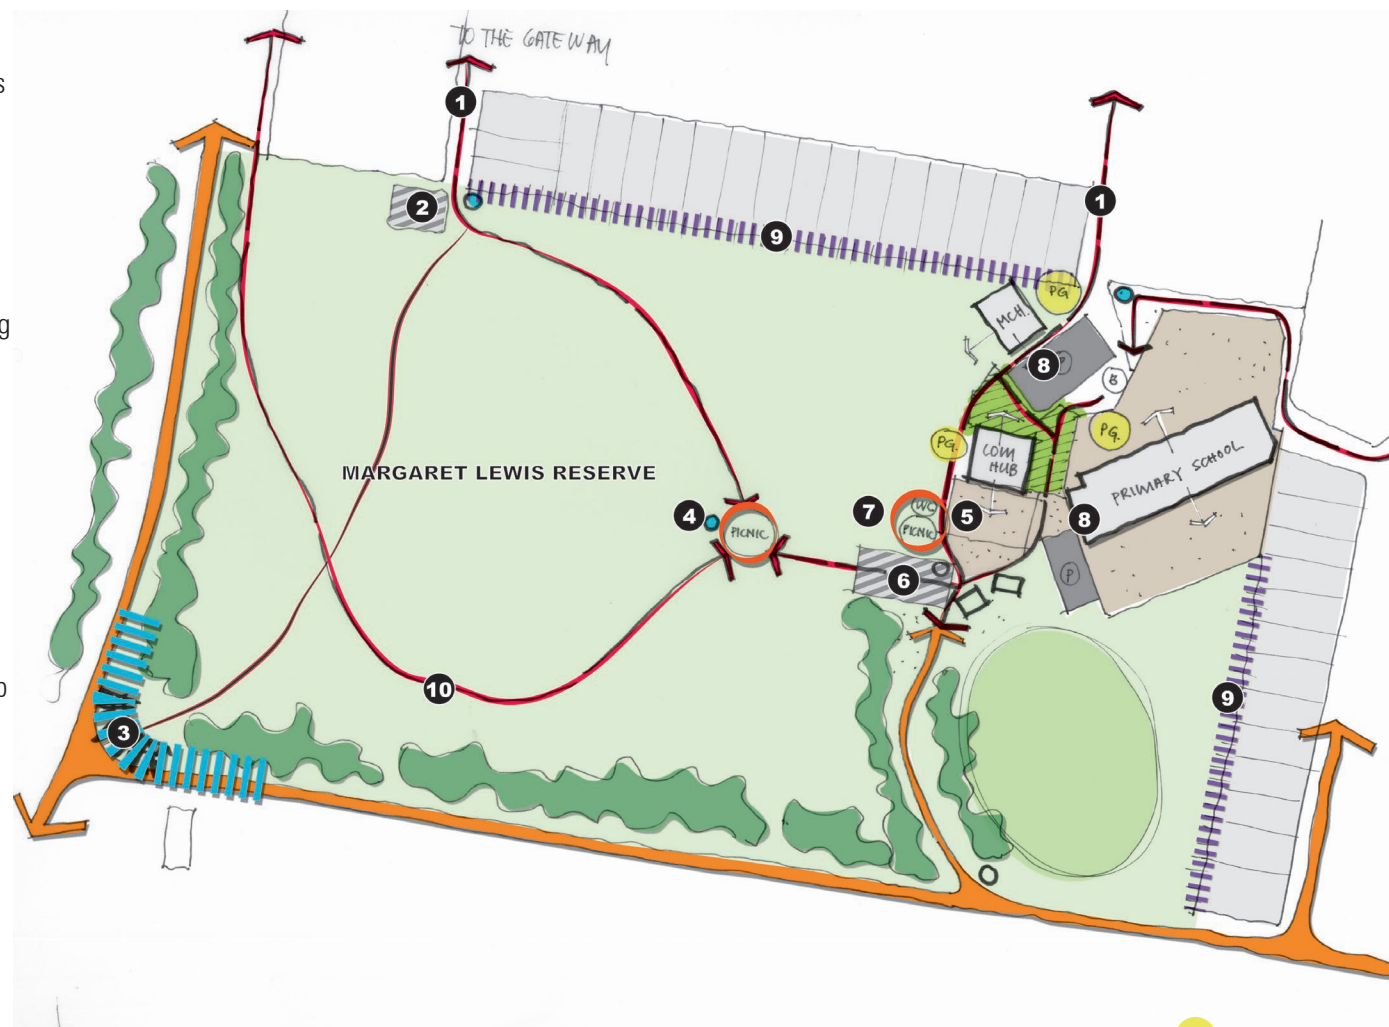 s
TO THE GATEWAY
1
1
2
9
PG
MCH.
g
8
P
B
PG.
PG.
COM
HUB
PRIMARY SCHOOL
MARGARET LEWIS RESERVE
4
PICNIC
7
WC
PICNIC
5
8
6
P
10
9
3